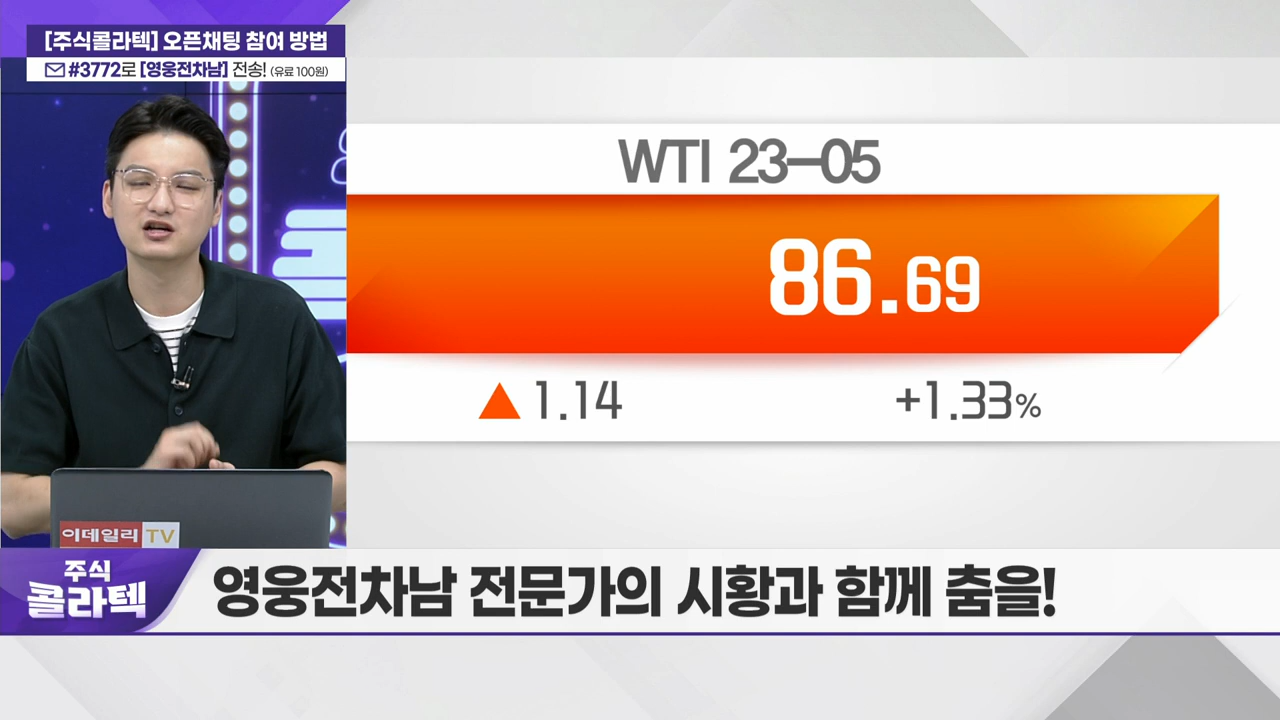 [주식콜라텍] 오픈채팅 참여 방법
#3772로 [영웅전차남] 전송! (유료 100원)
WTI 23-05
86.69
▲ 1.14 +1.33%
이데일리 TV
주식
콜라텍
영웅전차남 전문가의 시황과 함께 춤을!